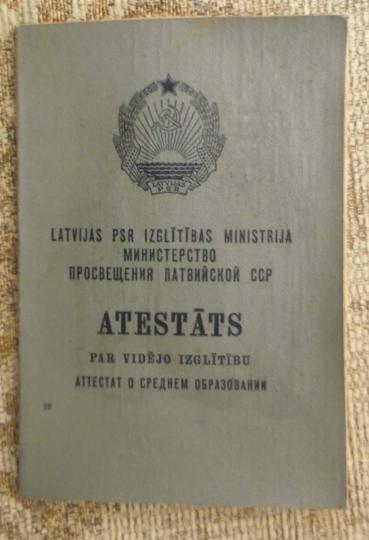 LATVIJAS
PSR
LATVIJAS PSR IZGLĪTĪBAS MINISTRIJA
МИНИСТЕРСТВО
ПРОСВЕЩЕНИЯ ЛАТВИЙСКОЙ ССР
ATESTĀTS
PAR VIDĒJO IZGLĪTĪBU
АТТЕСТАТ О СРЕДНЕМ ОБРАЗОВАНИИ